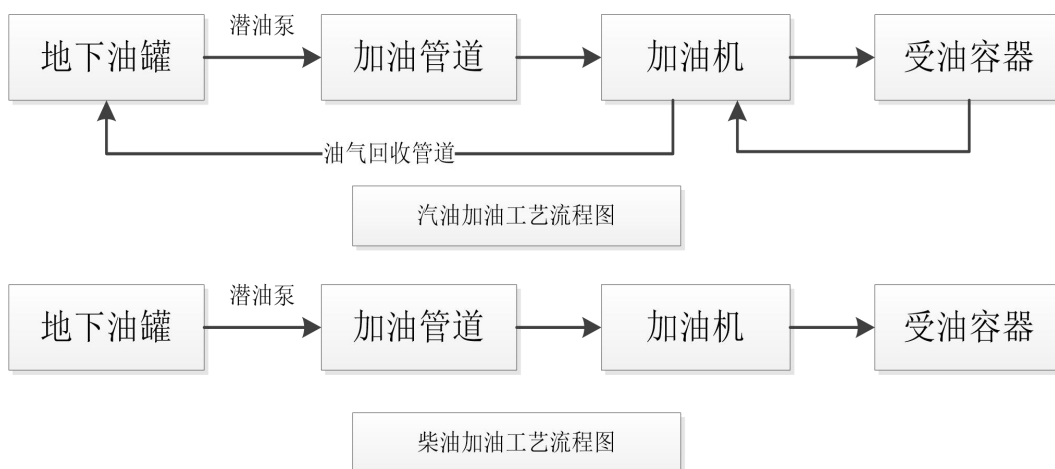 潜油泵
地下油罐
加油管道
加油机
受油容器
油气回收管道
汽油加油工艺流程图
潜油泵
地下油罐
加油管道
加油机
受油容器
柴油加油工艺流程图